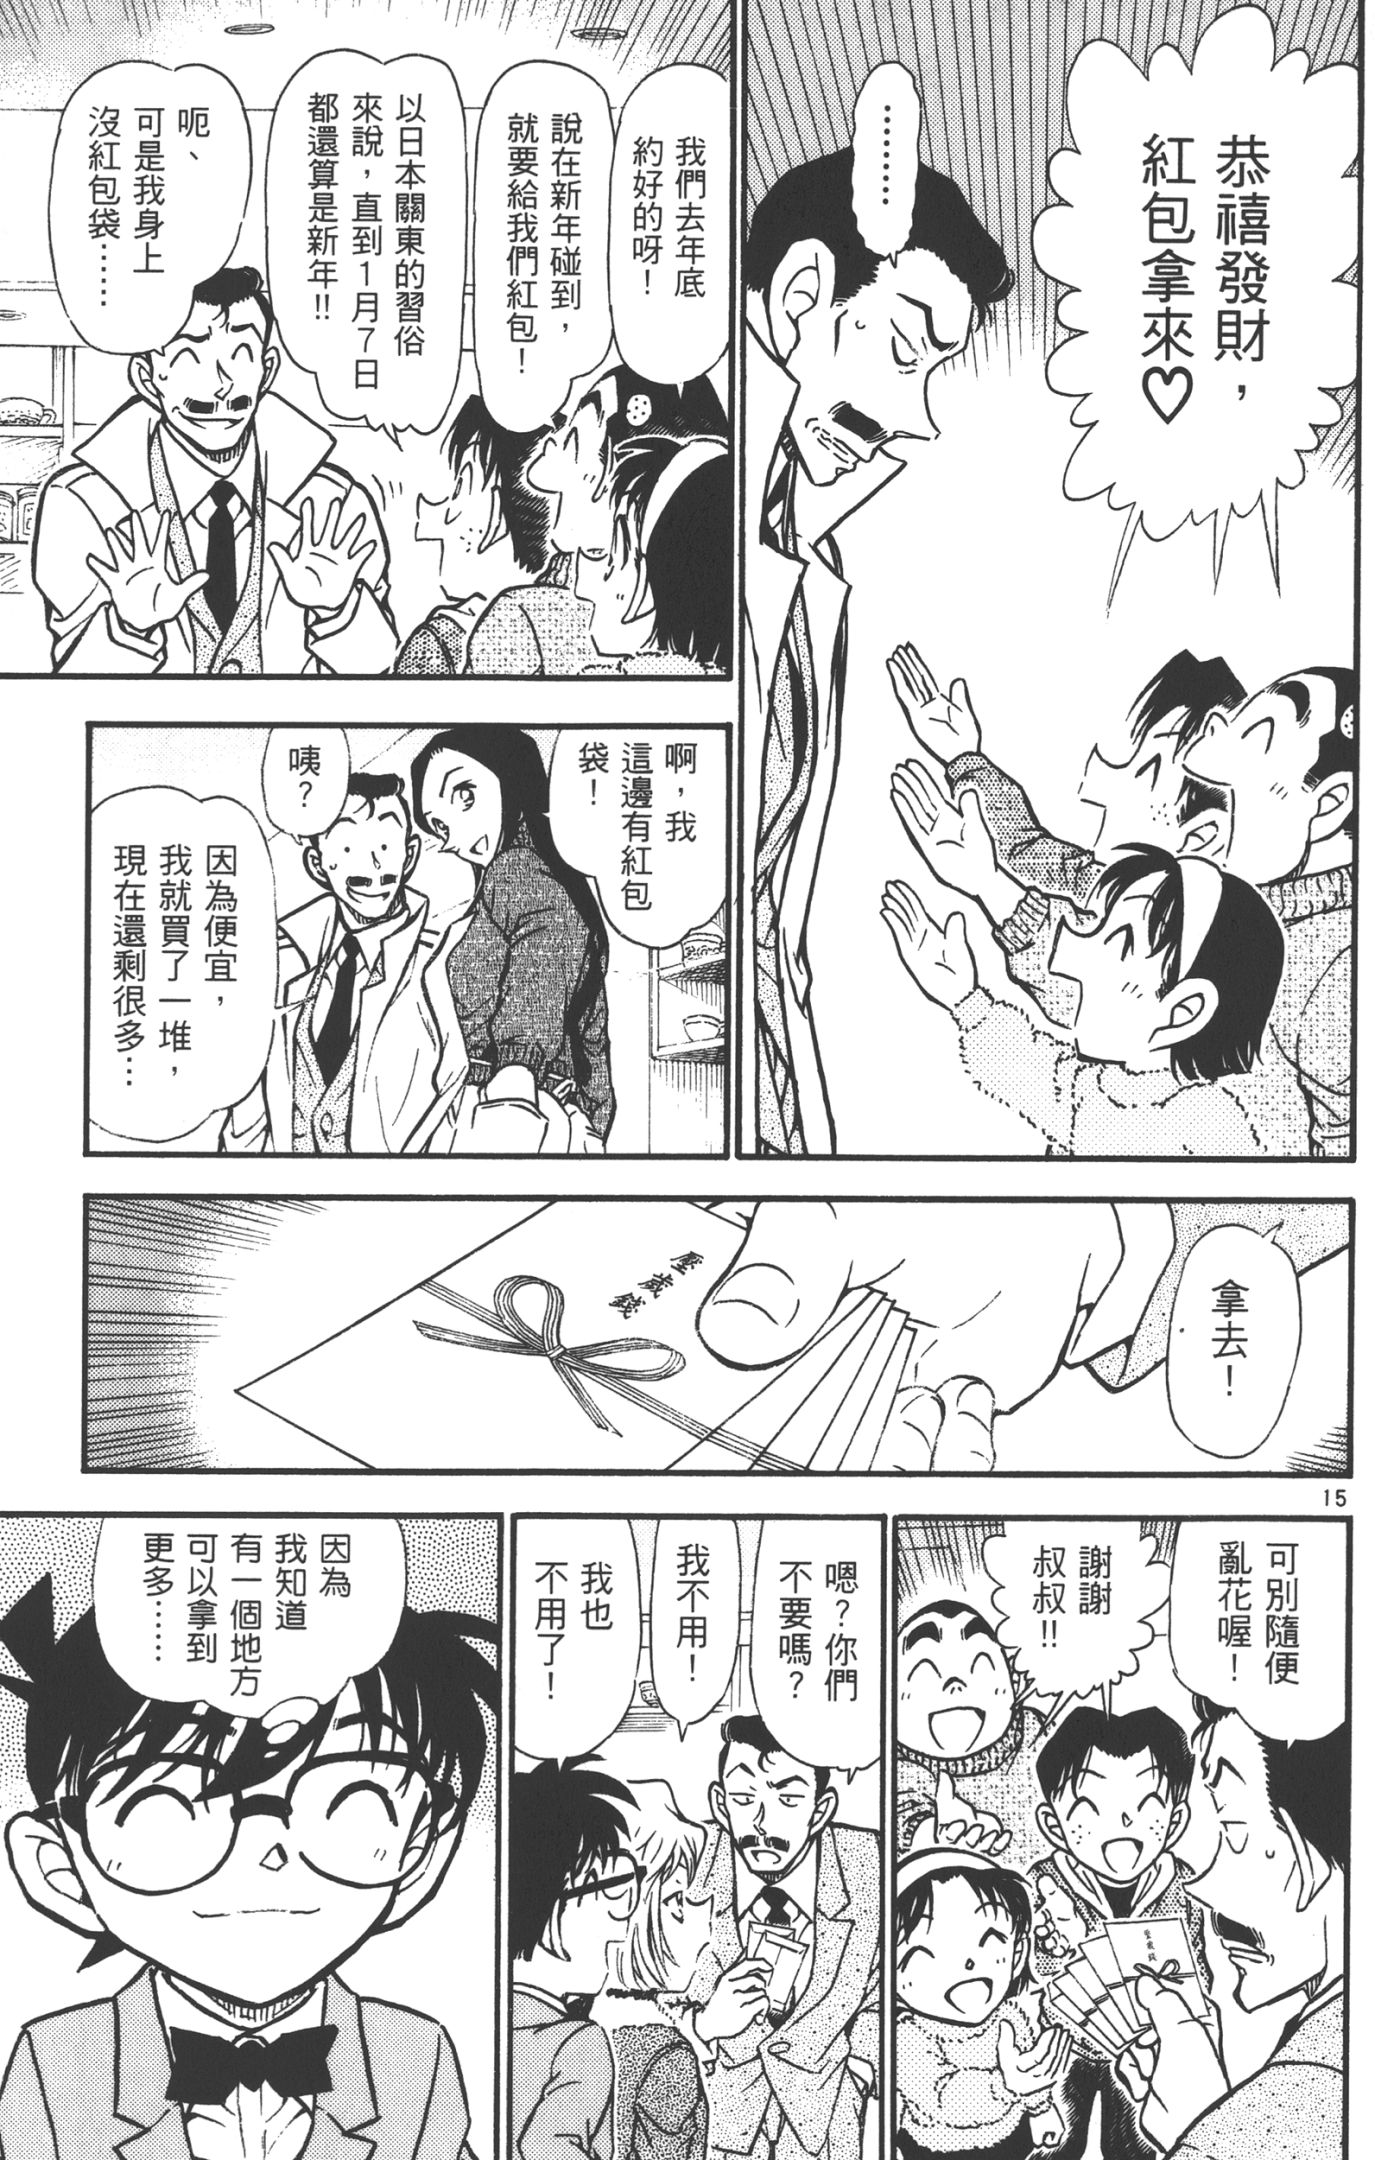 恭禧發財，
紅包拿來♡
………
我們去年底
約好的呀！
說在新年碰到，
就要給我們紅包！
以日本關東的習俗
來說，直到1月7日
都還算是新年!!
呃、
可是我身上
沒紅包袋……
啊，我
這邊有紅包
袋！
咦？
因為便宜，
我就買了一堆，
現在還剩很多…
拿去！
壓歲錢
15
可別隨便
亂花喔！
謝謝
叔叔!!
壓歲錢
嗯？你們
不要嗎？
我不用！
我也
不用了！
因為
我知道
有一個地方
可以拿到
更多……